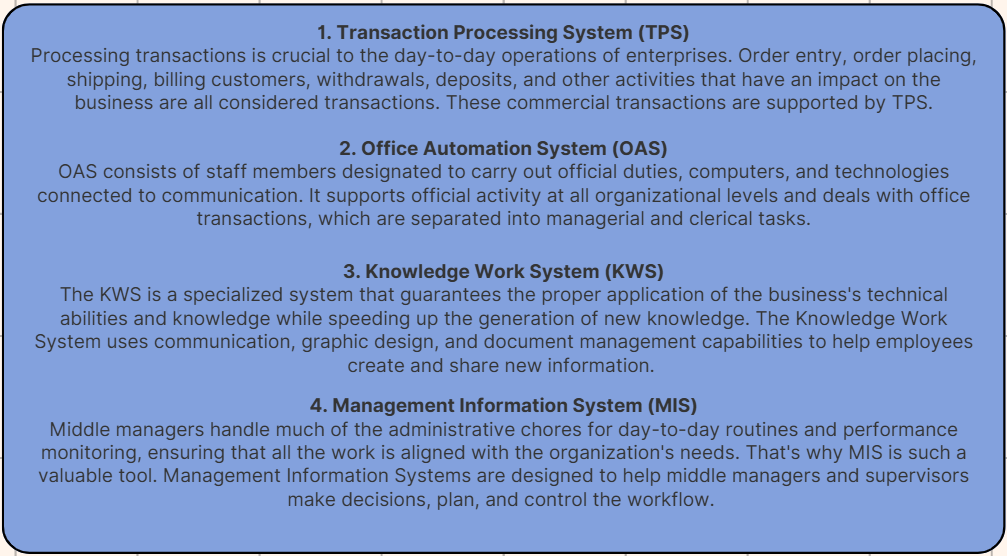 1. Transaction Processing System (TPS)
Processing transactions is crucial to the day-to-day operations of enterprises. Order entry, order placing,
shipping, billing customers, withdrawals, deposits, and other activities that have an impact on the
business are all considered transactions. These commercial transactions are supported by TPS.
2. Office Automation System (OAS)
OAS consists of staff members designated to carry out official duties, computers, and technologies
connected to communication. It supports official activity at all organizational levels and deals with office
transactions, which are separated into managerial and clerical tasks.
3. Knowledge Work System (KWS)
The KWS is a specialized system that guarantees the proper application of the business's technical
abilities and knowledge while speeding up the generation of new knowledge. The Knowledge Work
System uses communication, graphic design, and document management capabilities to help employees
create and share new information.
4. Management Information System (MIS)
Middle managers handle much of the administrative chores for day-to-day routines and performance
monitoring, ensuring that all the work is aligned with the organization's needs. That's why MIS is such a
valuable tool. Management Information Systems are designed to help middle managers and supervisors
make decisions, plan, and control the workflow.